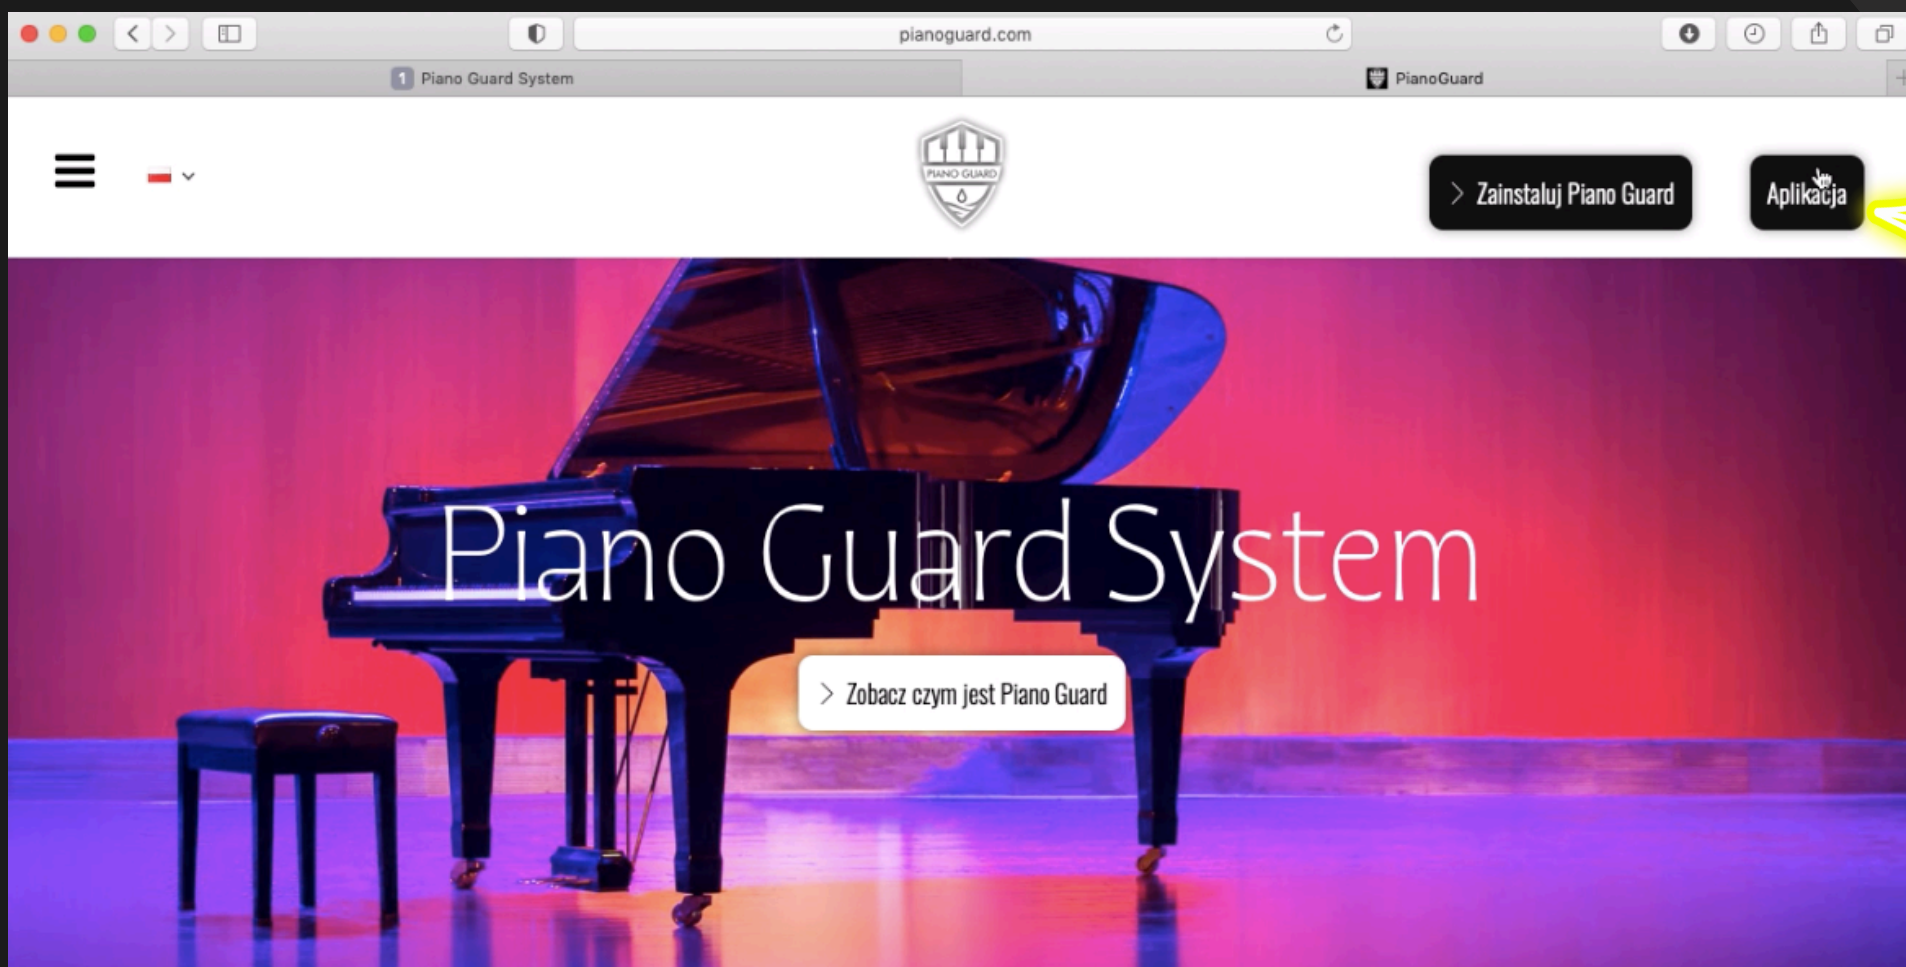 pianoguard.com
1 Piano Guard System
PianoGuard
PIANO GUARD
Zainstaluj Piano Guard
Aplikacja
Piano Guard System
Zobacz czym jest Piano Guard